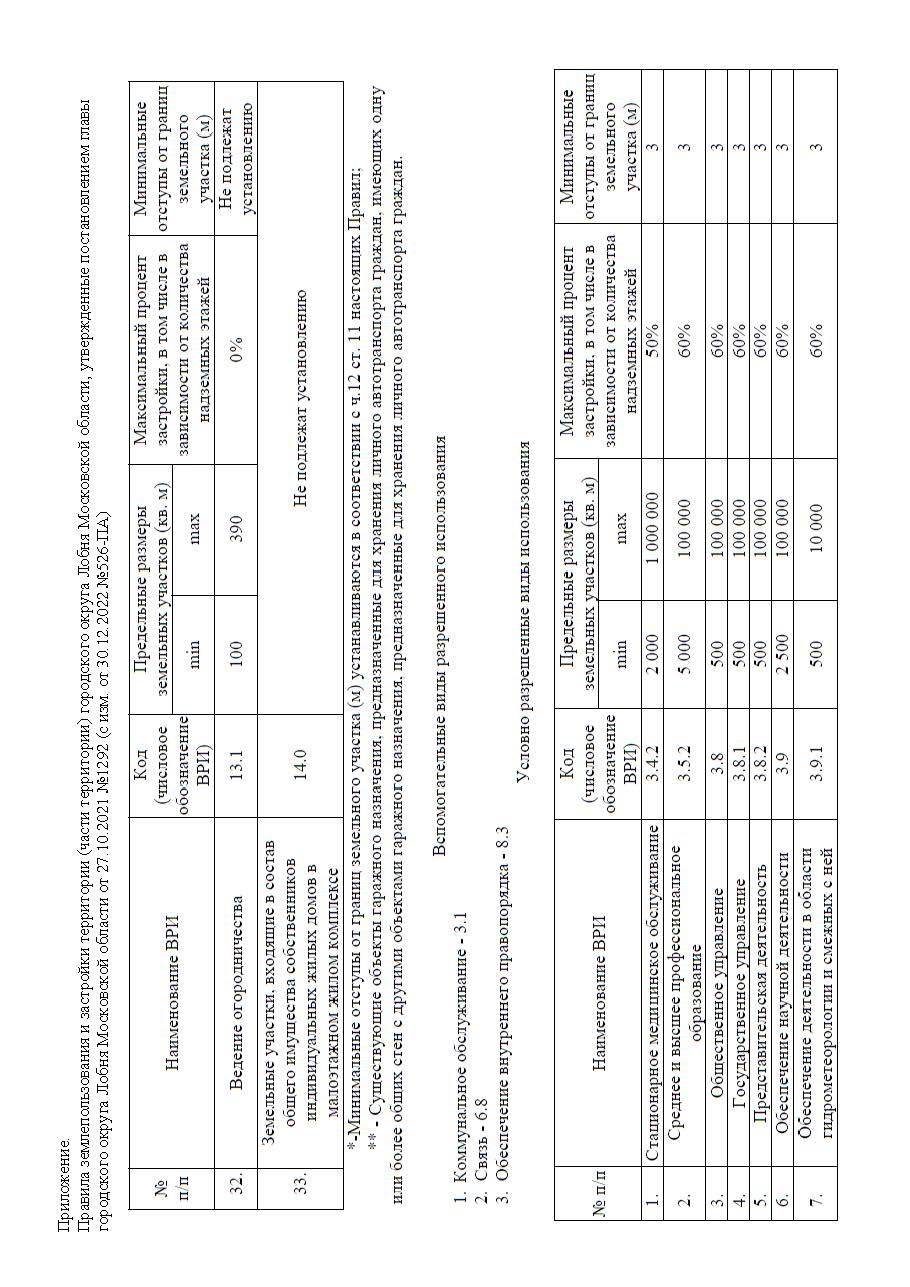 Приложение.
Правила землепользования и застройки территории (части территории) городского округа Лобня Московской области, утвержденные постановлением главы
городского округа Лобня Московской области от 27.10.2021 №1292 (с изм. от 30.12.2022 №526-ПА)
№ п/п
Наименование ВРИ
Код (числовое обозначение ВРИ)
Предельные размеры земельных участков (кв. м)
min
max
Максимальный процент застройки, в том числе в зависимости от количества надземных этажей
Минимальные отступы от границ земельного участка (м)
32. Ведение огородничества 13.1 100 390 0% Не подлежат установлению
33. Земельные участки, входящие в состав общего имущества собственников индивидуальных жилых домов в малоэтажном жилом комплексе 14.0 Не подлежат установлению
*-Минимальные отступы от границ земельного участка (м) устанавливаются в соответствии с ч.12 ст. 11 настоящих Правил;
** - Существующие объекты гаражного назначения, предназначенные для хранения личного автотранспорта граждан, имеющих одну
или более общих стен с другими объектами гаражного назначения, предназначенные для хранения личного автотранспорта граждан.
Вспомогательные виды разрешенного использования
1. Коммунальное обслуживание - 3.1
2. Связь - 6.8
3. Обеспечение внутреннего правопорядка - 8.3
Условно разрешенные виды использования
№ п/п
Наименование ВРИ
Код (числовое обозначение ВРИ)
Предельные размеры земельных участков (кв. м)
min
max
Максимальный процент застройки, в том числе в зависимости от количества надземных этажей
Минимальные отступы от границ земельного участка (м)
1. Стационарное медицинское обслуживание 3.4.2 2 000 1 000 000 50% 3
2. Среднее и высшее профессиональное образование 3.5.2 5 000 100 000 60% 3
3. Общественное управление 3.8 500 100 000 60% 3
4. Государственное управление 3.8.1 500 100 000 60% 3
5. Представительская деятельность 3.8.2 500 100 000 60% 3
6. Обеспечение научной деятельности 3.9 2 500 100 000 60% 3
7. Обеспечение деятельности в области гидрометеорологии и смежных с ней 3.9.1 500 10 000 60% 3